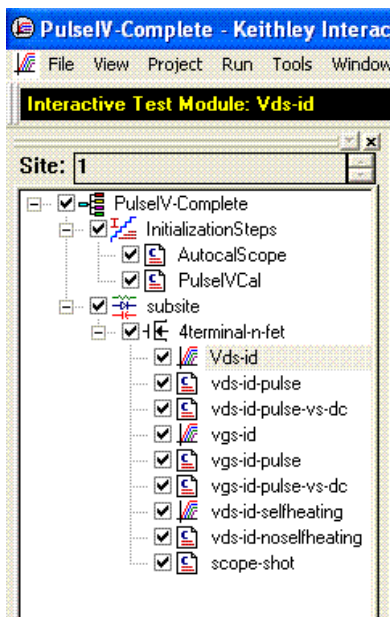 PulseIV-Complete - Keithley Interac
File View Project Run Tools Window
Interactive Test Module: Vds-id
Site: 1
PulseIV-Complete
InitializationSteps
AutocalScope
PulseIVCal
subsite
4terminal-n-fet
Vds-id
vds-id-pulse
vds-id-pulse-vs-dc
vgs-id
vgs-id-pulse
vgs-id-pulse-vs-dc
vds-id-selfheating
vds-id-noselfheating
scope-shot